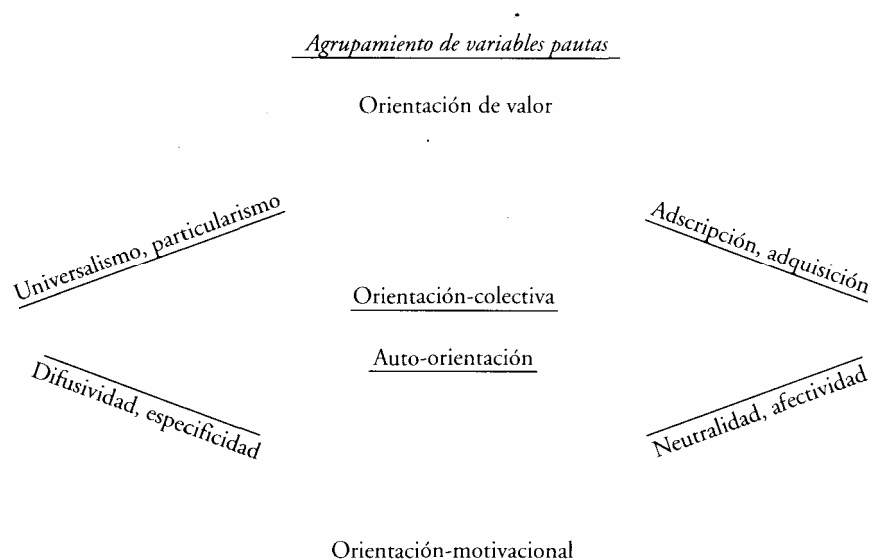 Agrupamiento de variables pautas
Orientación de valor
Universalismo, particularismo
Adscripción, adquisición
Orientación-colectiva
Auto-orientación
Difusividad, especificidad
Neutralidad, afectividad
Orientación-motivacional